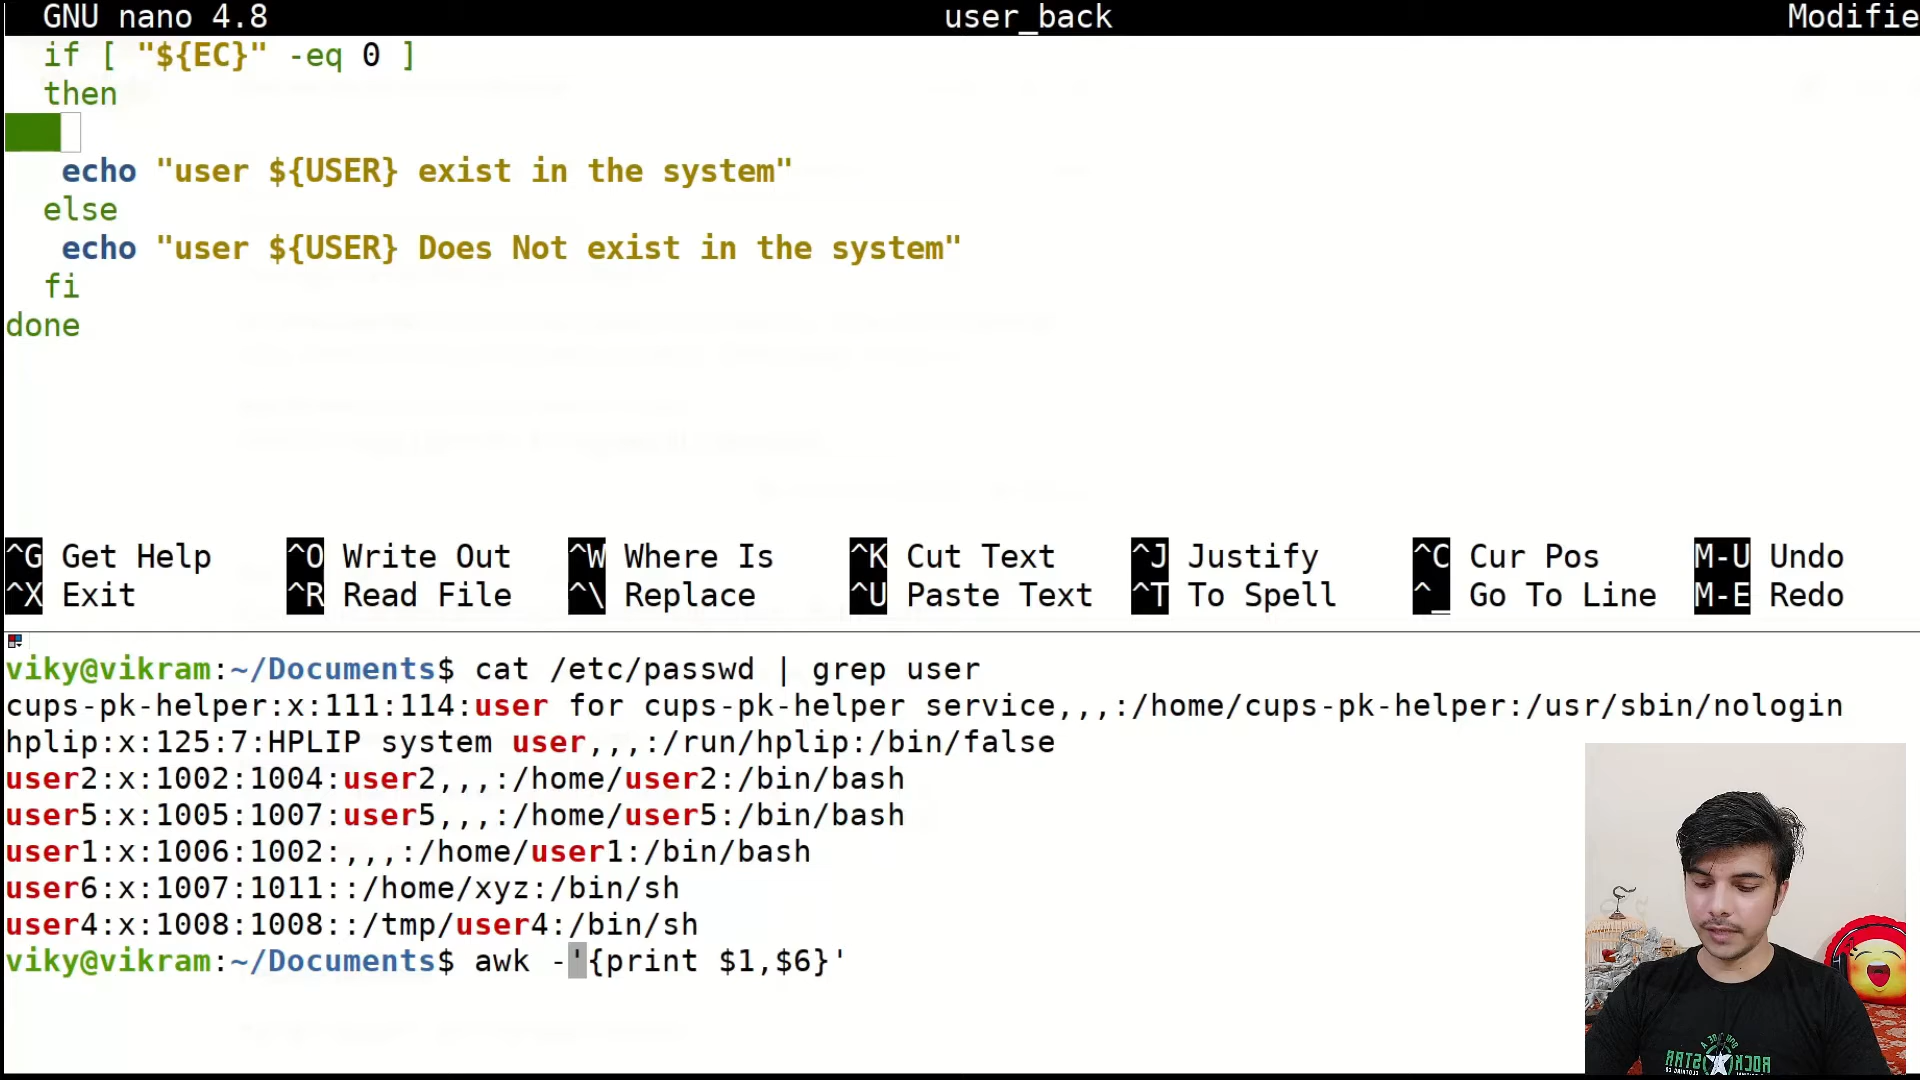 GNU nano 4.8 user_back Modifie
if [ "${EC}" -eq 0 ]
then
echo "user ${USER} exist in the system"
else
echo "user ${USER} Does Not exist in the system"
fi
done
^G Get Help ^O Write Out ^W Where Is ^K Cut Text ^J Justify ^C Cur Pos M-U Undo
^X Exit ^R Read File ^\ Replace ^U Paste Text ^T To Spell ^_ Go To Line M-E Redo
viky@vikram:~/Documents$ cat /etc/passwd | grep user
cups-pk-helper:x:111:114:user for cups-pk-helper service,,,:/home/cups-pk-helper:/usr/sbin/nologin
hplip:x:125:7:HPLIP system user,,,:/run/hplip:/bin/false
user2:x:1002:1004:user2,,,:/home/user2:/bin/bash
user5:x:1005:1007:user5,,,:/home/user5:/bin/bash
user1:x:1006:1002:,,,:/home/user1:/bin/bash
user6:x:1007:1011::/home/xyz:/bin/sh
user4:x:1008:1008::/tmp/user4:/bin/sh
viky@vikram:~/Documents$ awk -'{print $1,$6}'
ROCK
STAR